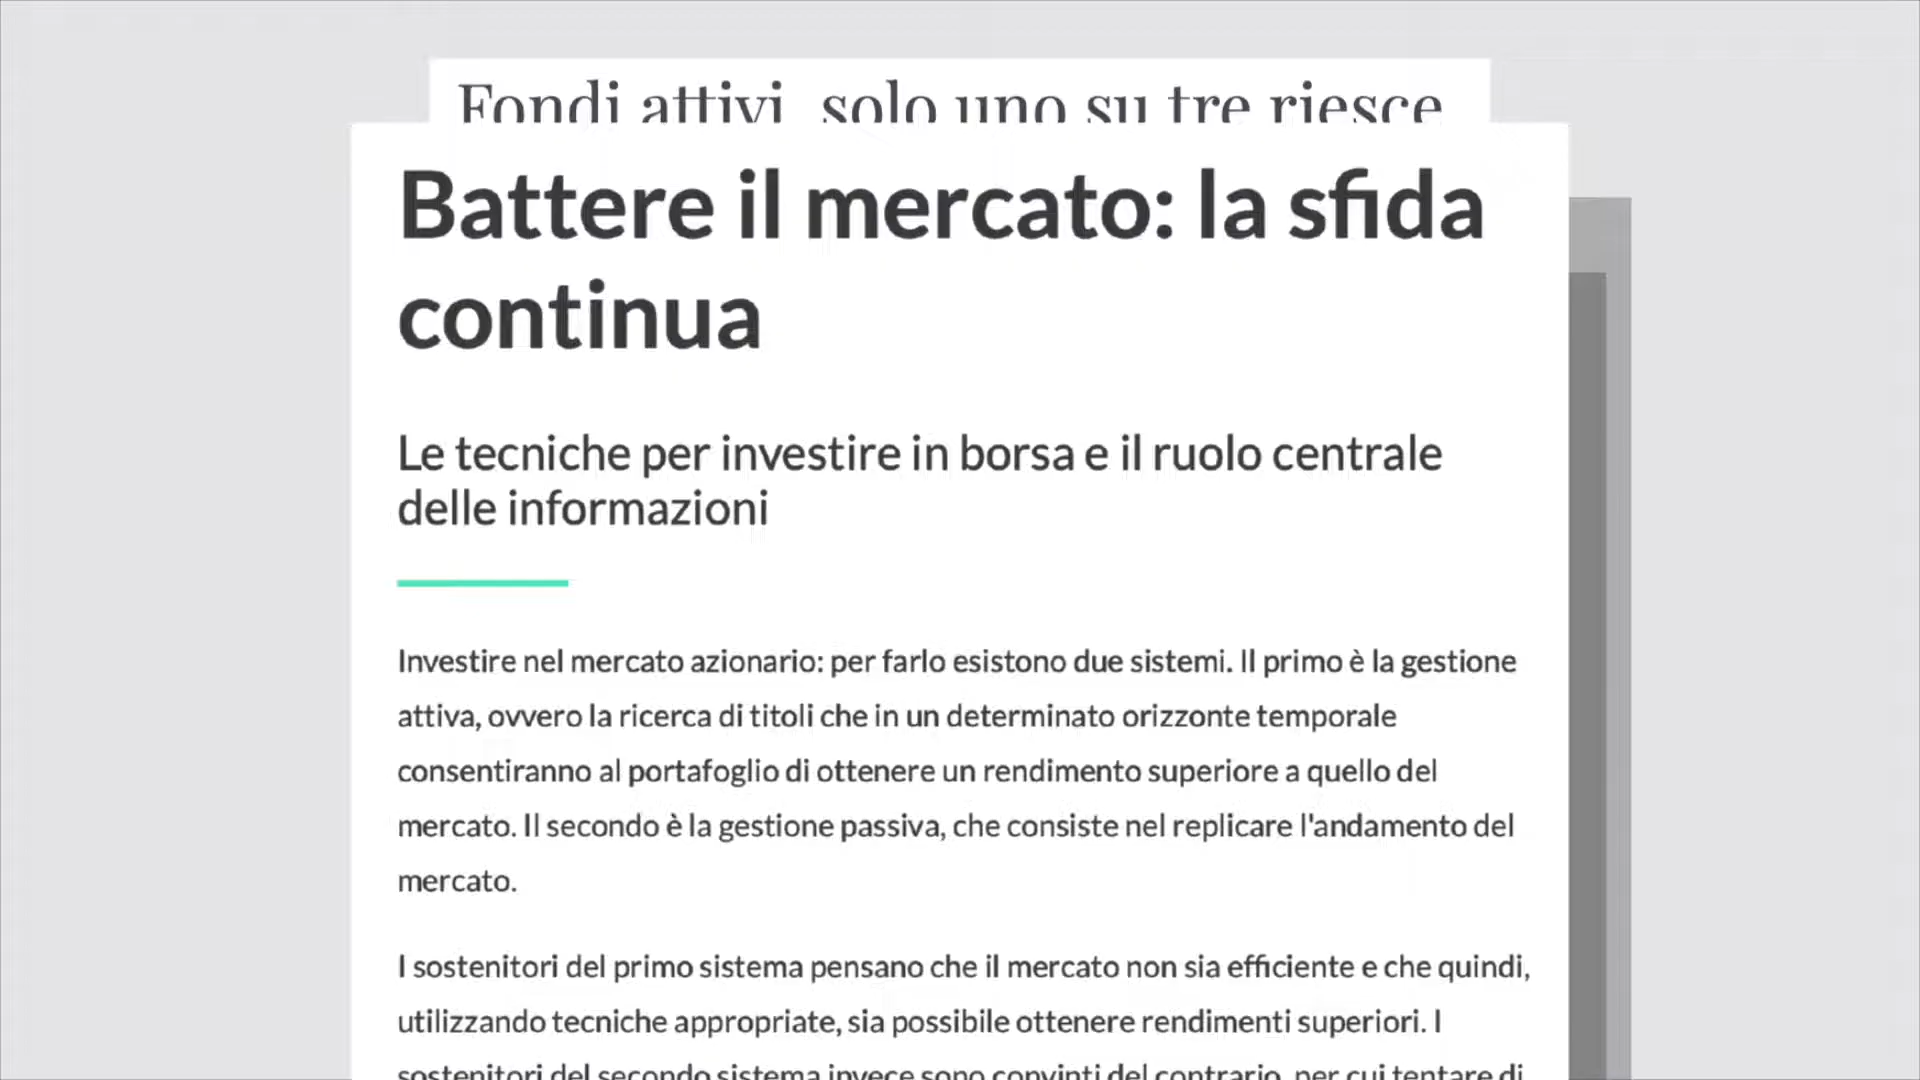 Fondi attivi, solo uno su tre riesce
Battere il mercato: la sfida
continua
Le tecniche per investire in borsa e il ruolo centrale
delle informazioni
Investire nel mercato azionario: per farlo esistono due sistemi. Il primo è la gestione
attiva, ovvero la ricerca di titoli che in un determinato orizzonte temporale
consentiranno al portafoglio di ottenere un rendimento superiore a quello del
mercato. Il secondo è la gestione passiva, che consiste nel replicare l'andamento del
mercato.
I sostenitori del primo sistema pensano che il mercato non sia efficiente e che quindi,
utilizzando tecniche appropriate, sia possibile ottenere rendimenti superiori. I
sostenitori del secondo sistema invece sono convinti del contrario, per cui tentare di